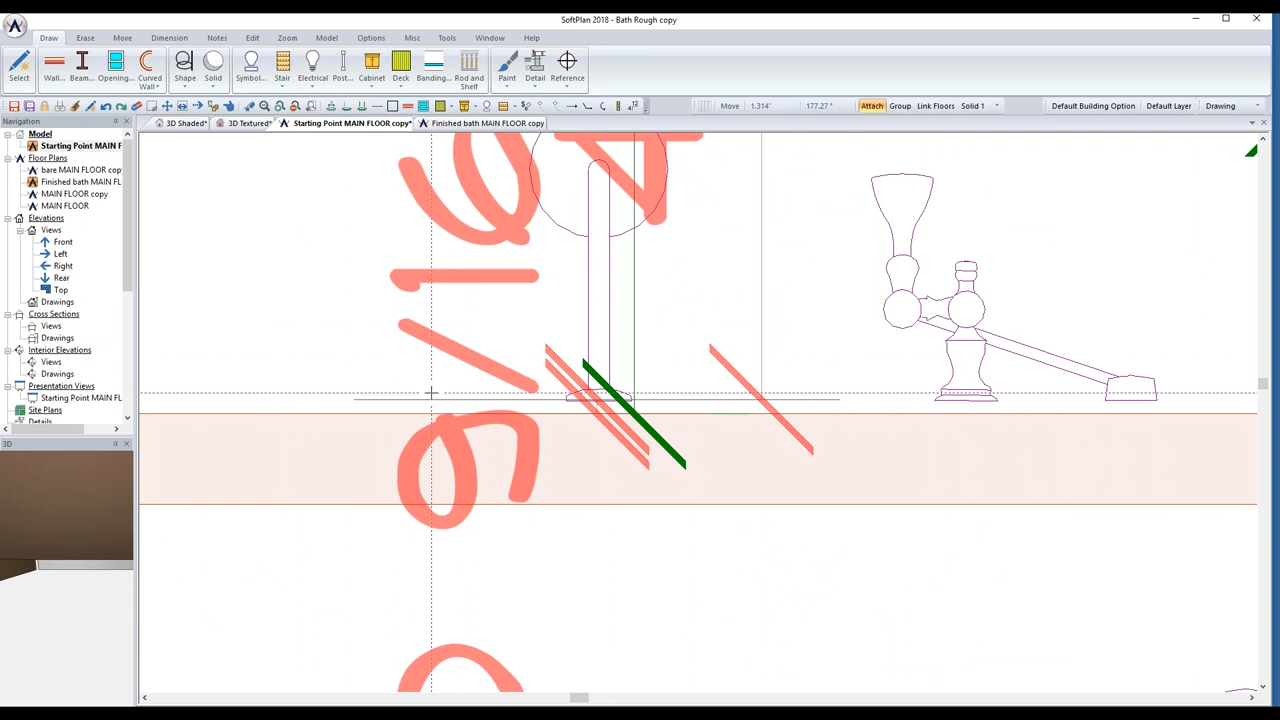 SoftPlan 2018 - Bath Rough copy
Draw Erase Move Dimension Notes Edit Zoom Model Options Misc Tools Window Help
Select Wall... Beam... Opening... Curved Wall Shape Solid Symbol... Stair Electrical Post... Cabinet Deck Banding... Rod and Shelf Paint Detail Reference
Move 1.314' 177.27° Attach Group Link Floors Solid 1 Default Building Option Default Layer Drawing
Navigation
3D Shaded* 3D Textured* Starting Point MAIN FLOOR copy* Finished bath MAIN FLOOR copy
Model
Starting Point MAIN F
Floor Plans
bare MAIN FLOOR cop
Finished bath MAIN FL
MAIN FLOOR copy
MAIN FLOOR
Elevations
Views
Front
Left
Right
Rear
Top
Drawings
Cross Sections
Views
Drawings
Interior Elevations
Views
Drawings
Presentation Views
Starting Point MAIN F
Site Plans
Details
3D